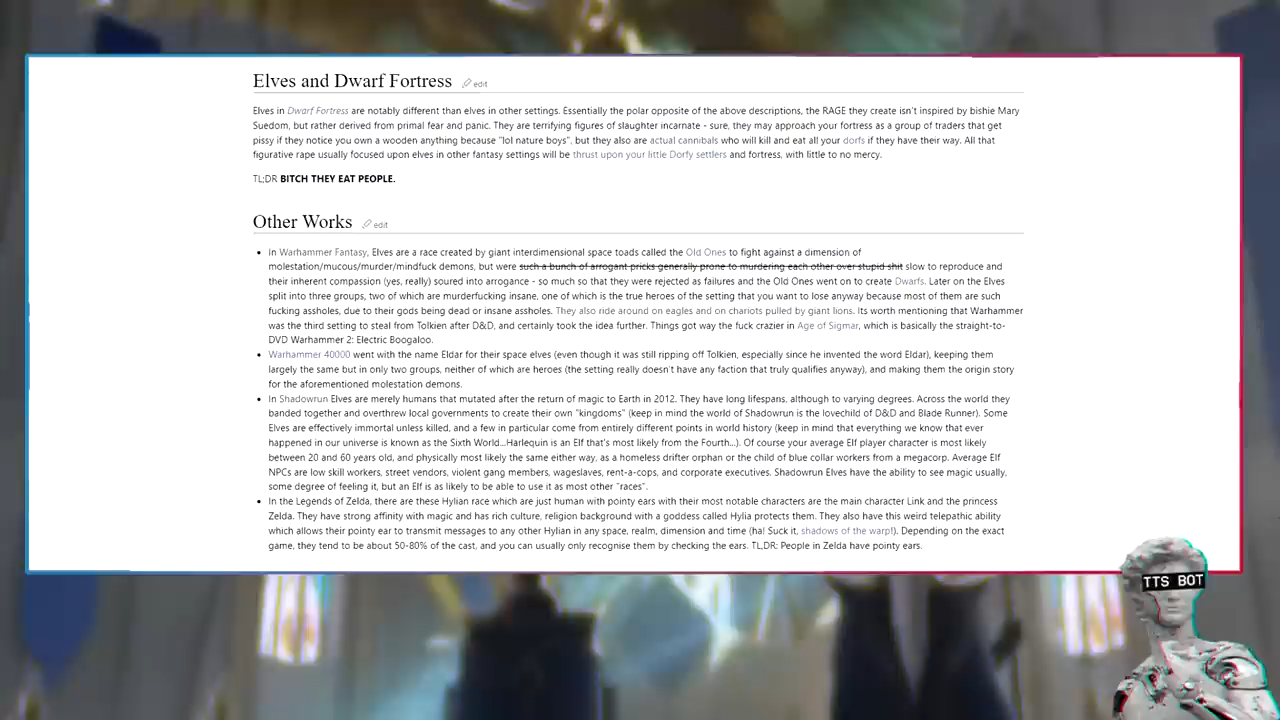 Elves and Dwarf Fortress edit
Elves in Dwarf Fortress are notably different than elves in other settings. Essentially the polar opposite of the above descriptions, the RAGE they create isn't inspired by bishie Mary
Suedom, but rather derived from primal fear and panic. They are terrifying figures of slaughter incarnate - sure, they may approach your fortress as a group of traders that get
pissy if they notice you own a wooden anything because "lol nature boys", but they also are actual cannibals who will kill and eat all your dorfs if they have their way. All that
figurative rape usually focused upon elves in other fantasy settings will be thrust upon your little Dorfy settlers and fortress, with little to no mercy.
TL;DR BITCH THEY EAT PEOPLE.
Other Works edit
• In Warhammer Fantasy, Elves are a race created by giant interdimensional space toads called the Old Ones to fight against a dimension of
molestation/mucous/murder/mindfuck demons, but were such a bunch of arrogant pricks generally prone to murdering each other over stupid shit slow to reproduce and
their inherent compassion (yes, really) soured into arrogance - so much so that they were rejected as failures and the Old Ones went on to create Dwarfs. Later on the Elves
split into three groups, two of which are murderfucking insane, one of which is the true heroes of the setting that you want to lose anyway because most of them are such
fucking assholes, due to their gods being dead or insane assholes. They also ride around on eagles and on chariots pulled by giant lions. Its worth mentioning that Warhammer
was the third setting to steal from Tolkien after D&D, and certainly took the idea further. Things got way the fuck crazier in Age of Sigmar, which is basically the straight-to-
DVD Warhammer 2: Electric Boogaloo.
• Warhammer 40000 went with the name Eldar for their space elves (even though it was still ripping off Tolkien, especially since he invented the word Eldar), keeping them
largely the same but in only two groups, neither of which are heroes (the setting really doesn't have any faction that truly qualifies anyway), and making them the origin story
for the aforementioned molestation demons.
• In Shadowrun Elves are merely humans that mutated after the return of magic to Earth in 2012. They have long lifespans, although to varying degrees. Across the world they
banded together and overthrew local governments to create their own "kingdoms" (keep in mind the world of Shadowrun is the lovechild of D&D and Blade Runner). Some
Elves are effectively immortal unless killed, and a few in particular come from entirely different points in world history (keep in mind that everything we know that ever
happened in our universe is known as the Sixth World...Harlequin is an Elf that's most likely from the Fourth...). Of course your average Elf player character is most likely
between 20 and 60 years old, and physically most likely the same either way, as a homeless drifter orphan or the child of blue collar workers from a megacorp. Average Elf
NPCs are low skill workers, street vendors, violent gang members, wageslaves, rent-a-cops, and corporate executives. Shadowrun Elves have the ability to see magic usually,
some degree of feeling it, but an Elf is as likely to be able to use it as most other "races".
• In the Legends of Zelda, there are these Hylian race which are just human with pointy ears with their most notable characters are the main character Link and the princess
Zelda. They have strong affinity with magic and has rich culture, religion background with a goddess called Hylia protects them. They also have this weird telepathic ability
which allows their pointy ear to transmit messages to any other Hylian in any space, realm, dimension and time (ha! Suck it, shadows of the warp!). Depending on the exact
game, they tend to be about 50-80% of the cast, and you can usually only recognise them by checking the ears. TL,DR: People in Zelda have pointy ears.
TTS BOT